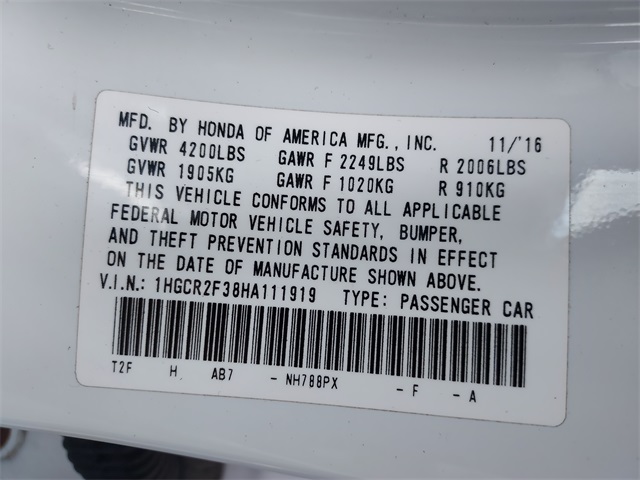 MFD. BY HONDA OF AMERICA MFG., INC. 11/'16
GVWR 4200LBS GAWR F 2249LBS R 2006LBS
GVWR 1905KG GAWR F 1020KG R 910KG
THIS VEHICLE CONFORMS TO ALL APPLICABLE
FEDERAL MOTOR VEHICLE SAFETY, BUMPER,
AND THEFT PREVENTION STANDARDS IN EFFECT
ON THE DATE OF MANUFACTURE SHOWN ABOVE.
V.I.N.: 1HGCR2F38HA111919 TYPE: PASSENGER CAR
T2F H AB7 - NH788PX - F - A